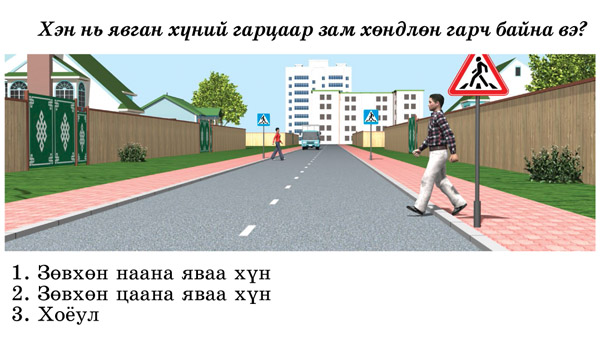 Хэн нь явган хүний гарцаар зам хөндлөн гарч байна вэ?
1. Зөвхөн наана яваа хүн
2. Зөвхөн цаана яваа хүн
3. Хоёул